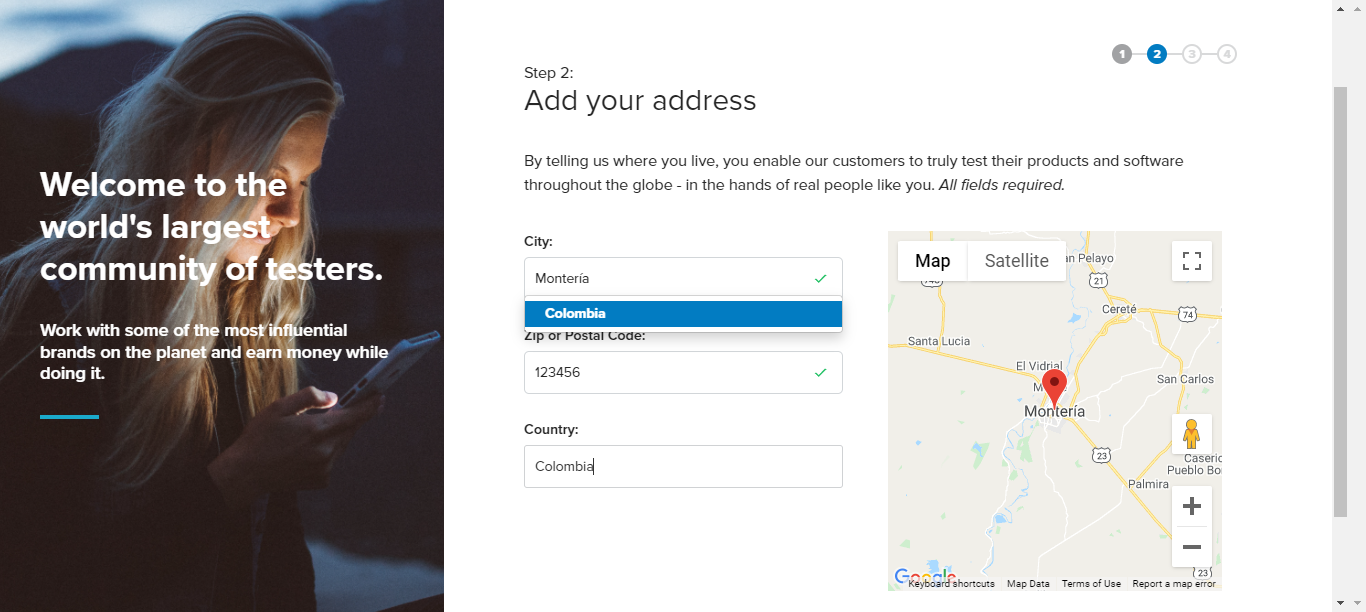 Welcome to the
world's largest
community of testers.
Work with some of the most influential
brands on the planet and earn money while
doing it.
1 2 3 4
Step 2:
Add your address
By telling us where you live, you enable our customers to truly test their products and software
throughout the globe - in the hands of real people like you. All fields required.
City:
Montería
Colombia
Zip or Postal Code:
123456
Country:
Colombia
Map Satellite
n Pelayo
21
Cereté
74
Santa Lucia
El Vidrial
San Carlos
Montería
23
Caseric
Pueblo Bo
Palmira
23
Google
Keyboard shortcuts Map Data Terms of Use Report a map error